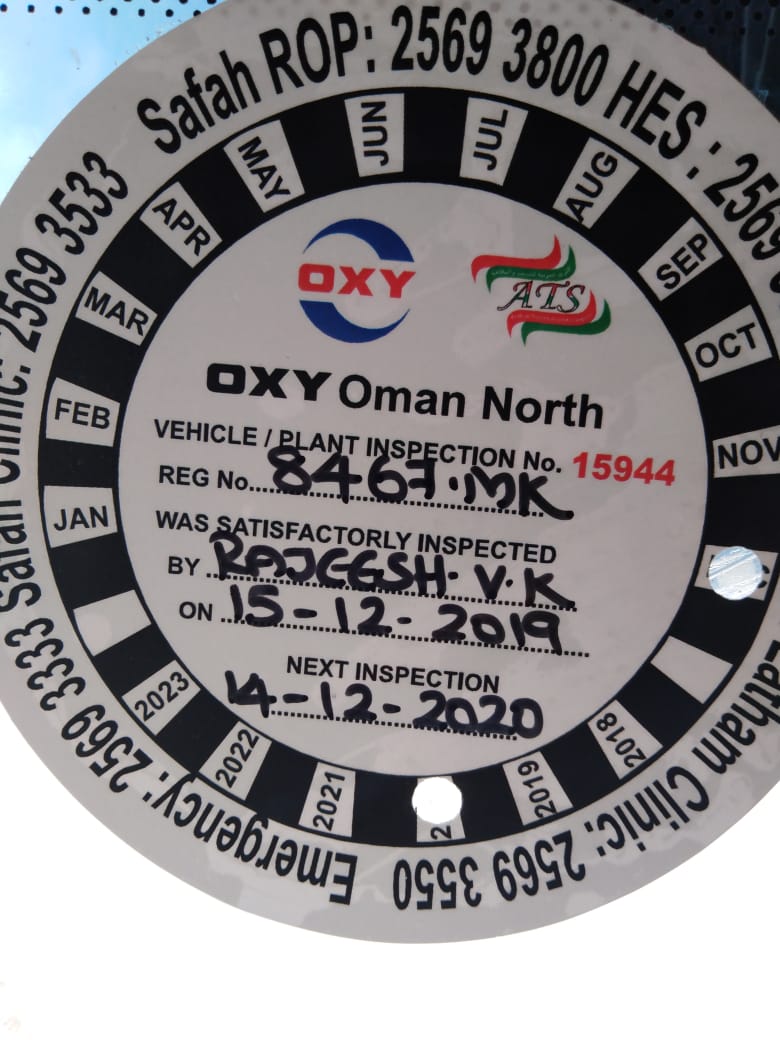 Safah ROP: 2569 3800 HES : 2569
Safah Clinic: 2569 3533
Emergency: 2569 3333
Latham Clinic: 2569 3550
JAN
FEB
MAR
APR
MAY
JUN
JUL
AUG
SEP
OCT
NOV
2018
2019
2021
2022
2023
OXY
ATS
OXY Oman North
VEHICLE / PLANT INSPECTION No. 15944
REG No. 8467.MK
WAS SATISFACTORILY INSPECTED
BY RAJEESH. V.K
ON 15-12-2019
NEXT INSPECTION
14-12-2020